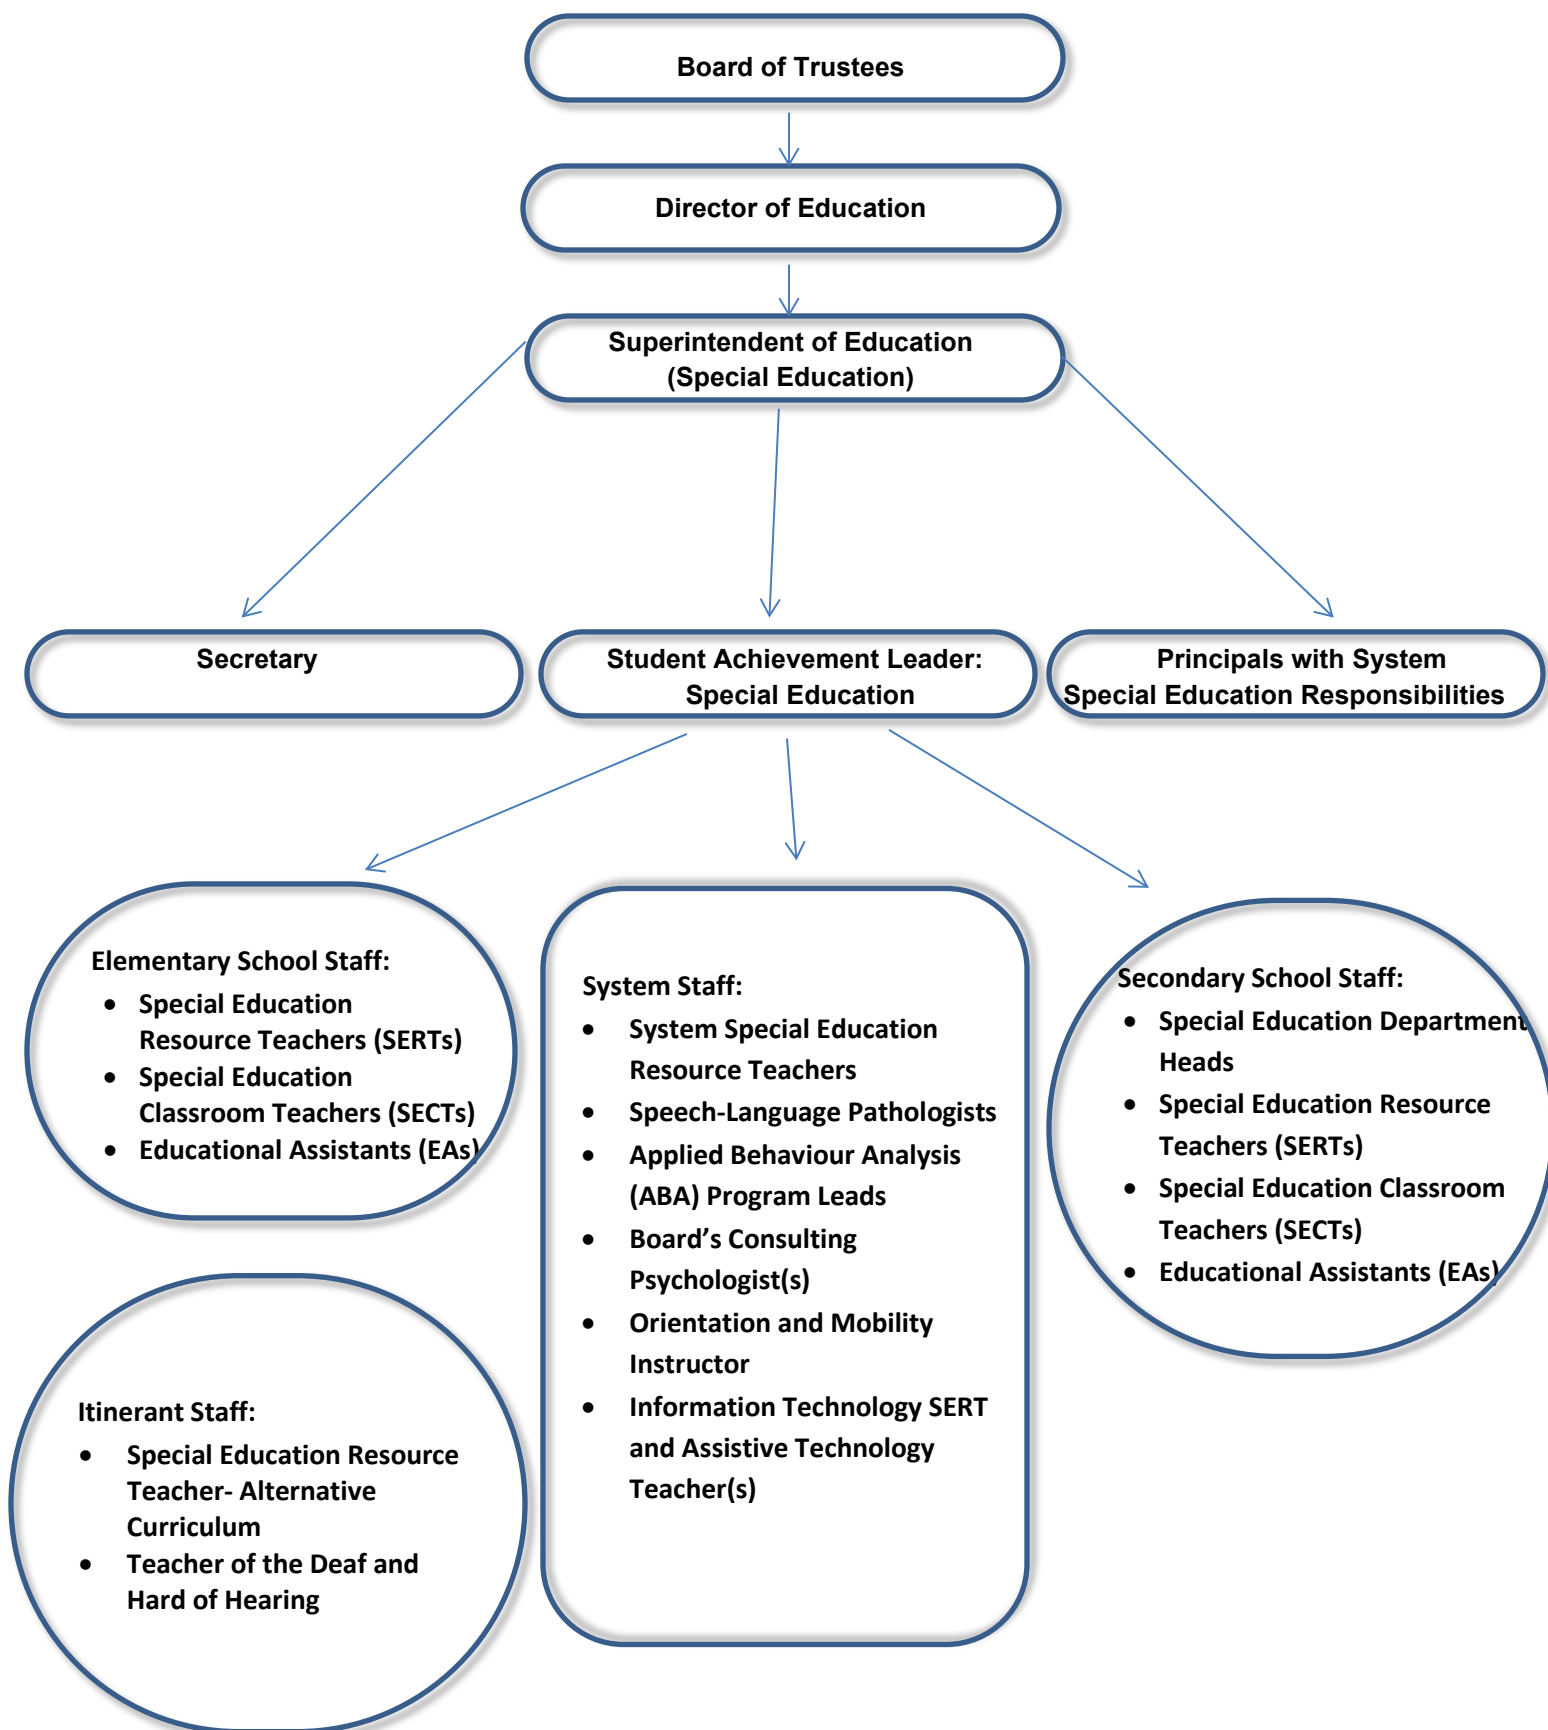 Board of Trustees
Director of Education
Superintendent of Education
(Special Education)
Secretary
Student Achievement Leader:
Special Education
Principals with System
Special Education Responsibilities
Elementary School Staff:
• Special Education
Resource Teachers (SERTs)
• Special Education
Classroom Teachers (SECTs)
• Educational Assistants (EAs)
System Staff:
• System Special Education
Resource Teachers
• Speech-Language Pathologists
• Applied Behaviour Analysis
(ABA) Program Leads
• Board’s Consulting
Psychologist(s)
• Orientation and Mobility
Instructor
• Information Technology SERT
and Assistive Technology
Teacher(s)
Secondary School Staff:
• Special Education Department
Heads
• Special Education Resource
Teachers (SERTs)
• Special Education Classroom
Teachers (SECTs)
• Educational Assistants (EAs)
Itinerant Staff:
• Special Education Resource
Teacher- Alternative
Curriculum
• Teacher of the Deaf and
Hard of Hearing